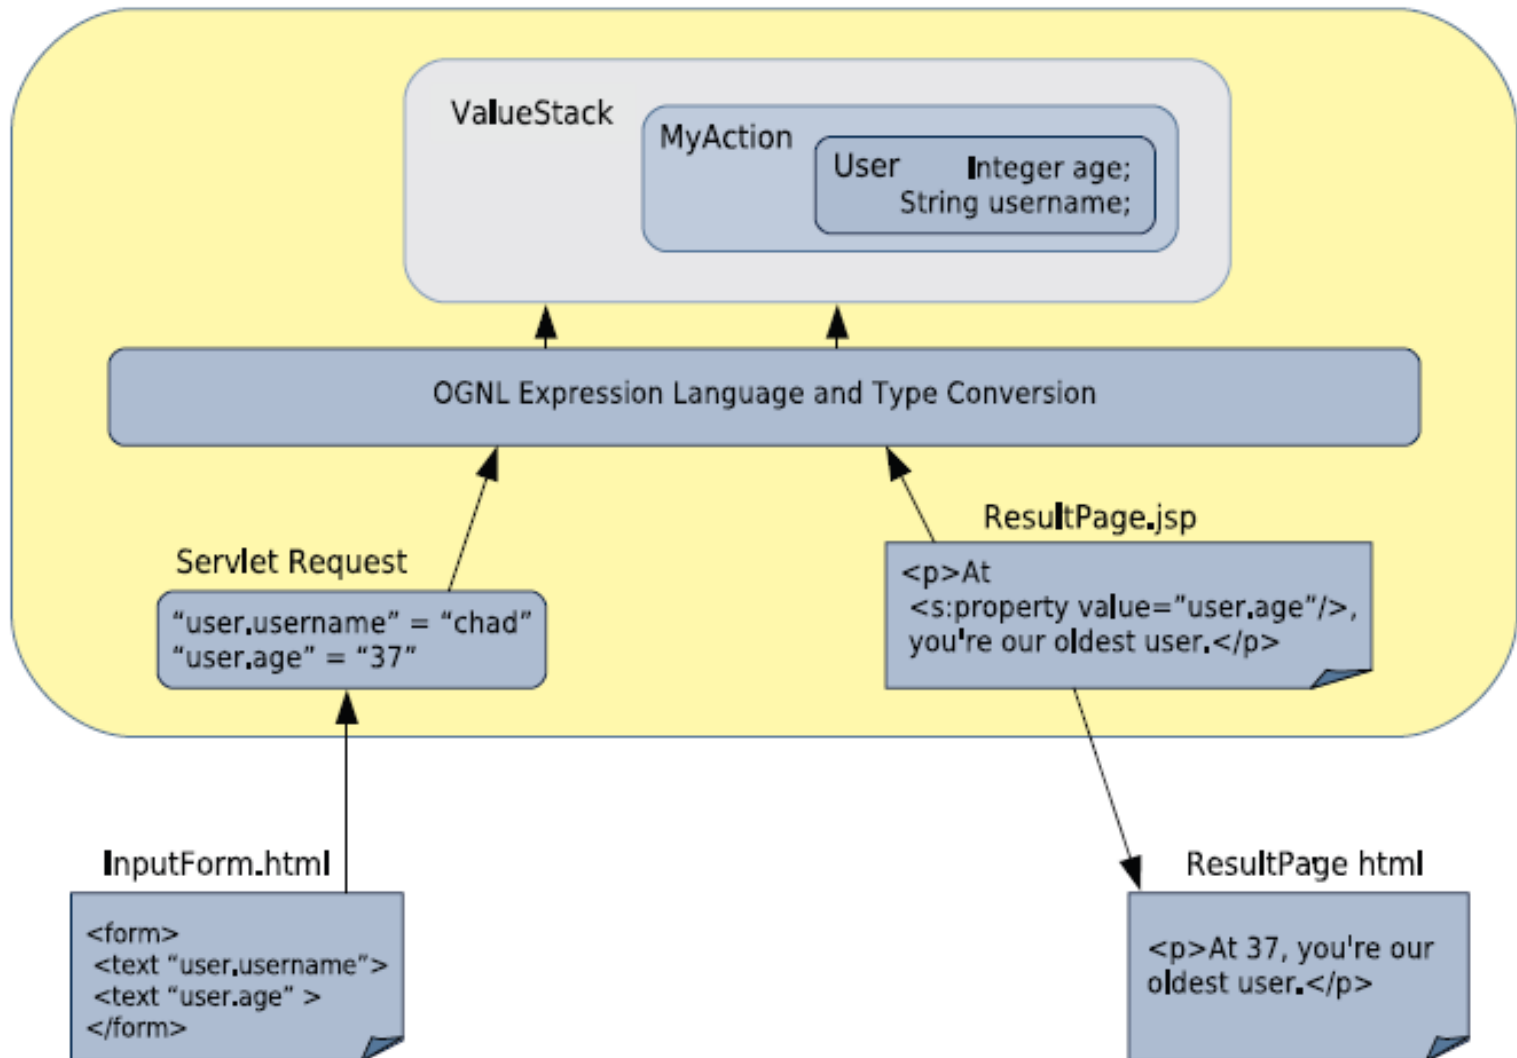 ValueStack
MyAction
User Integer age;
String username;
OGNL Expression Language and Type Conversion
Servlet Request
“user.username” = “chad”
“user.age” = “37”
ResultPage.jsp
<p>At
<s:property value=”user.age”/>,
you're our oldest user.</p>
InputForm.html
<form>
<text “user.username”>
<text “user.age” >
</form>
ResultPage html
<p>At 37, you're our
oldest user.</p>